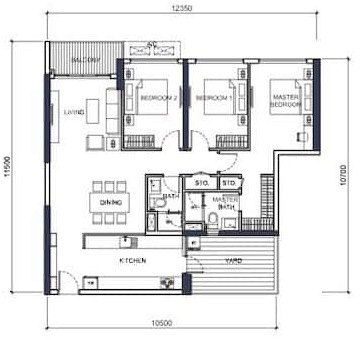 12350
BALCONY
BEDROOM 2
BEDROOM 1
MASTER
BEDROOM
LIVING
11500
10700
STO.
STO.
BATH
DINING
MASTER
BATH
KITCHEN
YARD
10500